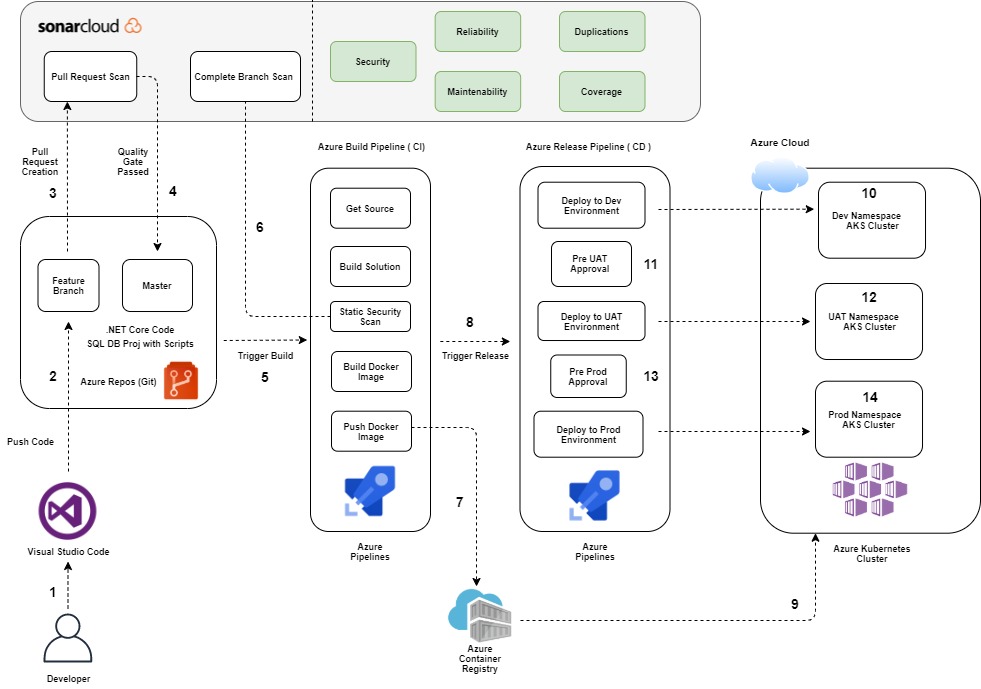 sonarcloud
Pull Request Scan
Complete Branch Scan
Security
Reliability
Duplications
Maintenability
Coverage
Pull
Request
Creation
3
Quality
Gate
Passed
4
6
Feature
Branch
Master
.NET Core Code
SQL DB Proj with Scripts
2
Azure Repos (Git)
Push Code
Visual Studio Code
1
Developer
Trigger Build
5
Azure Build Pipeline ( CI)
Get Source
Build Solution
Static Security
Scan
Build Docker
Image
Push Docker
Image
Azure
Pipelines
8
Trigger Release
7
Azure
Container
Registry
9
Azure Release Pipeline ( CD )
Deploy to Dev
Environment
Pre UAT
Approval
11
Deploy to UAT
Environment
Pre Prod
Approval
13
Deploy to Prod
Environment
Azure
Pipelines
Azure Cloud
10
Dev Namespace
AKS Cluster
12
UAT Namespace
AKS Cluster
14
Prod Namespace
AKS Cluster
Azure Kubernetes
Cluster